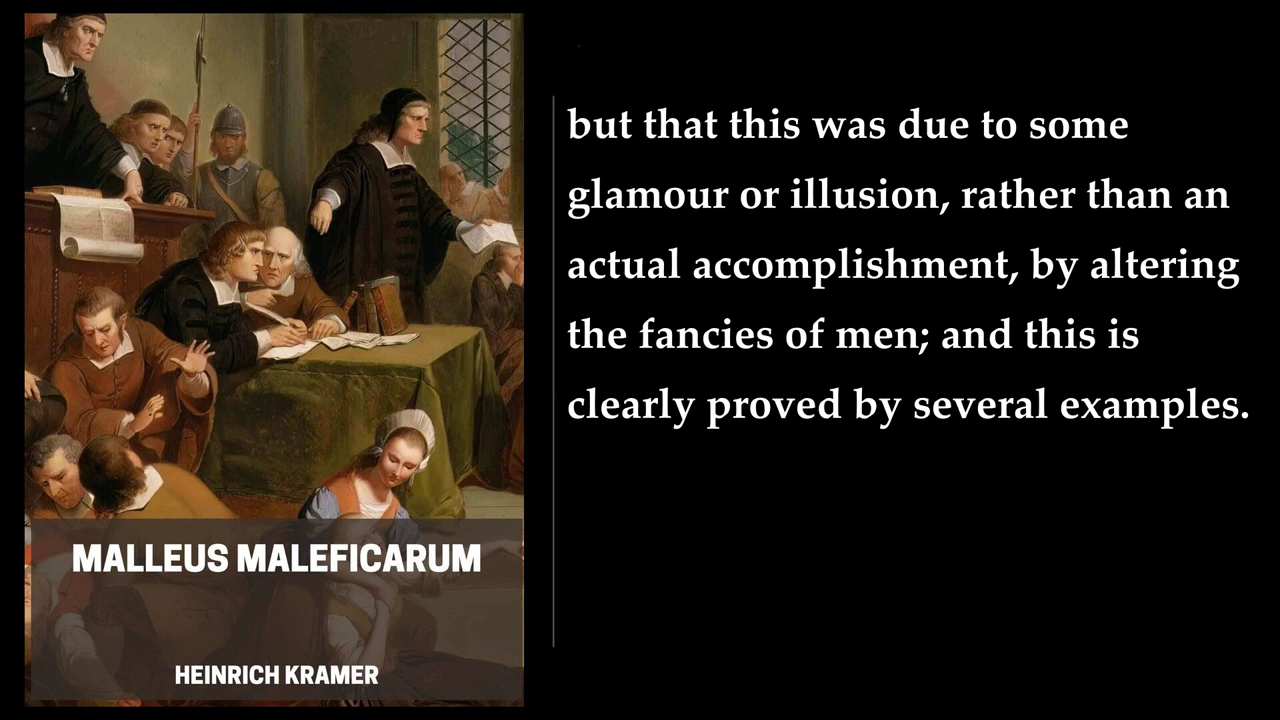 MALLEUS MALEFICARUM
HEINRICH KRAMER
but that this was due to some
glamour or illusion, rather than an
actual accomplishment, by altering
the fancies of men; and this is
clearly proved by several examples.